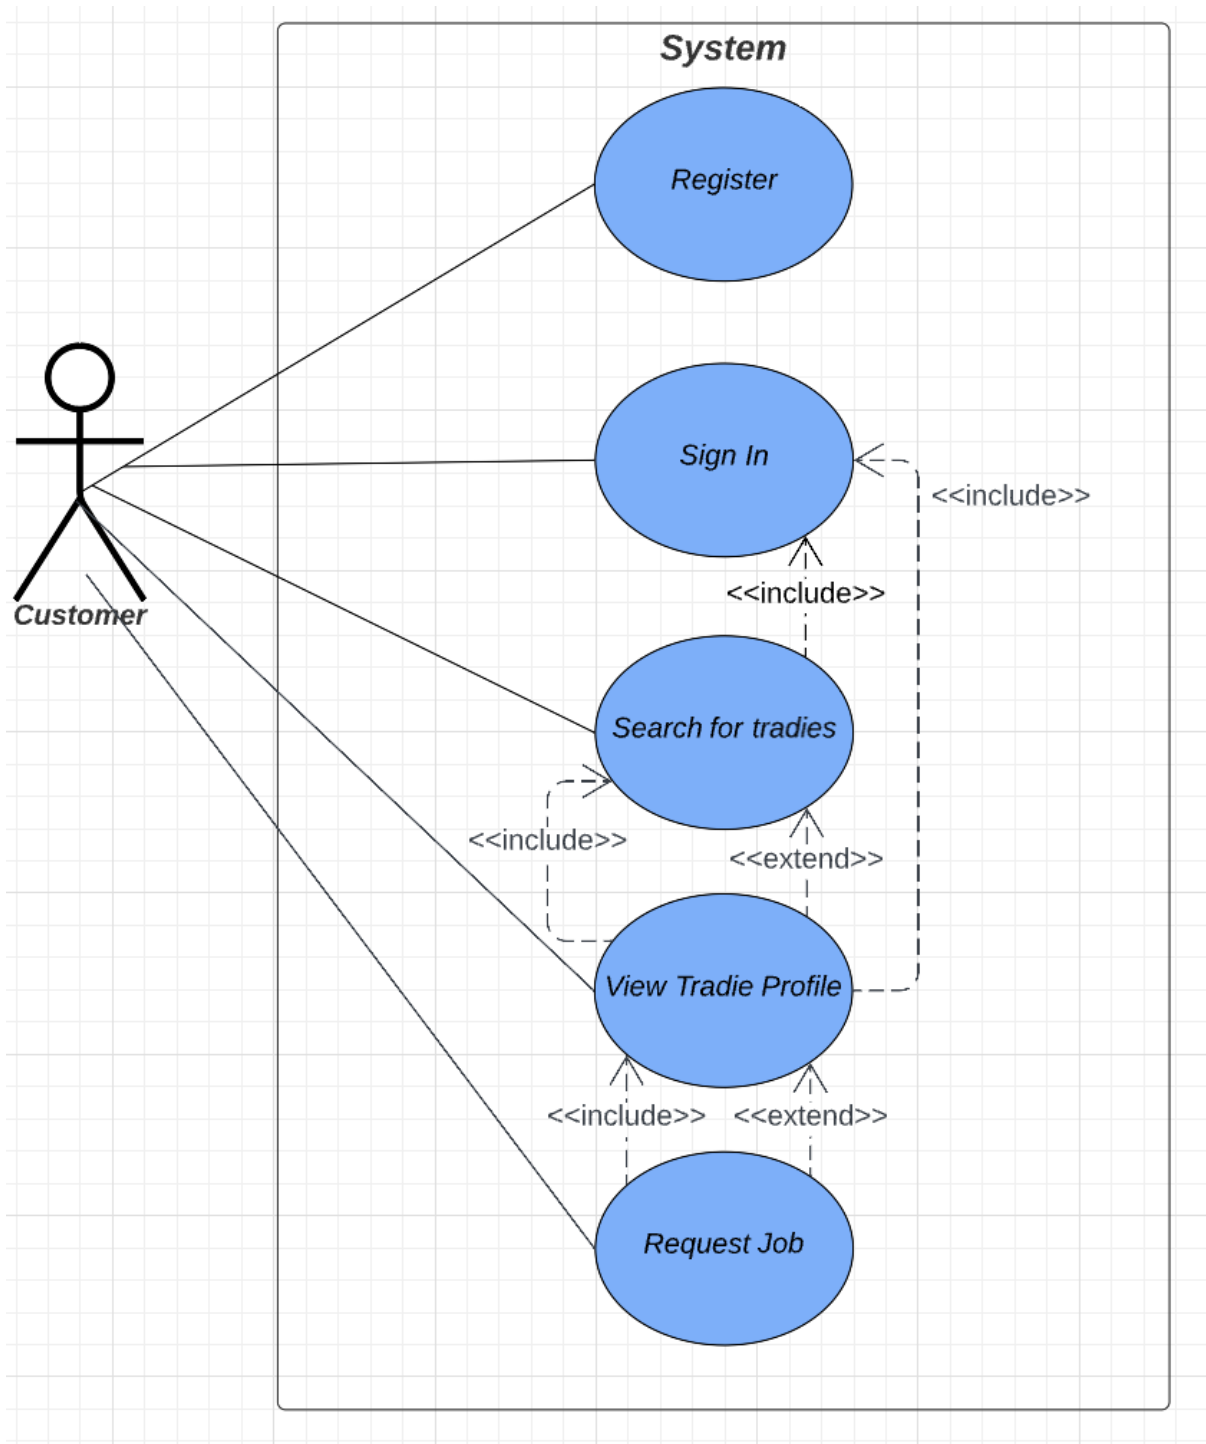 System
Register
Sign In
<<include>>
<<include>>
Customer
Search for tradies
<<include>>
<<extend>>
View Tradie Profile
<<include>>
<<extend>>
Request Job